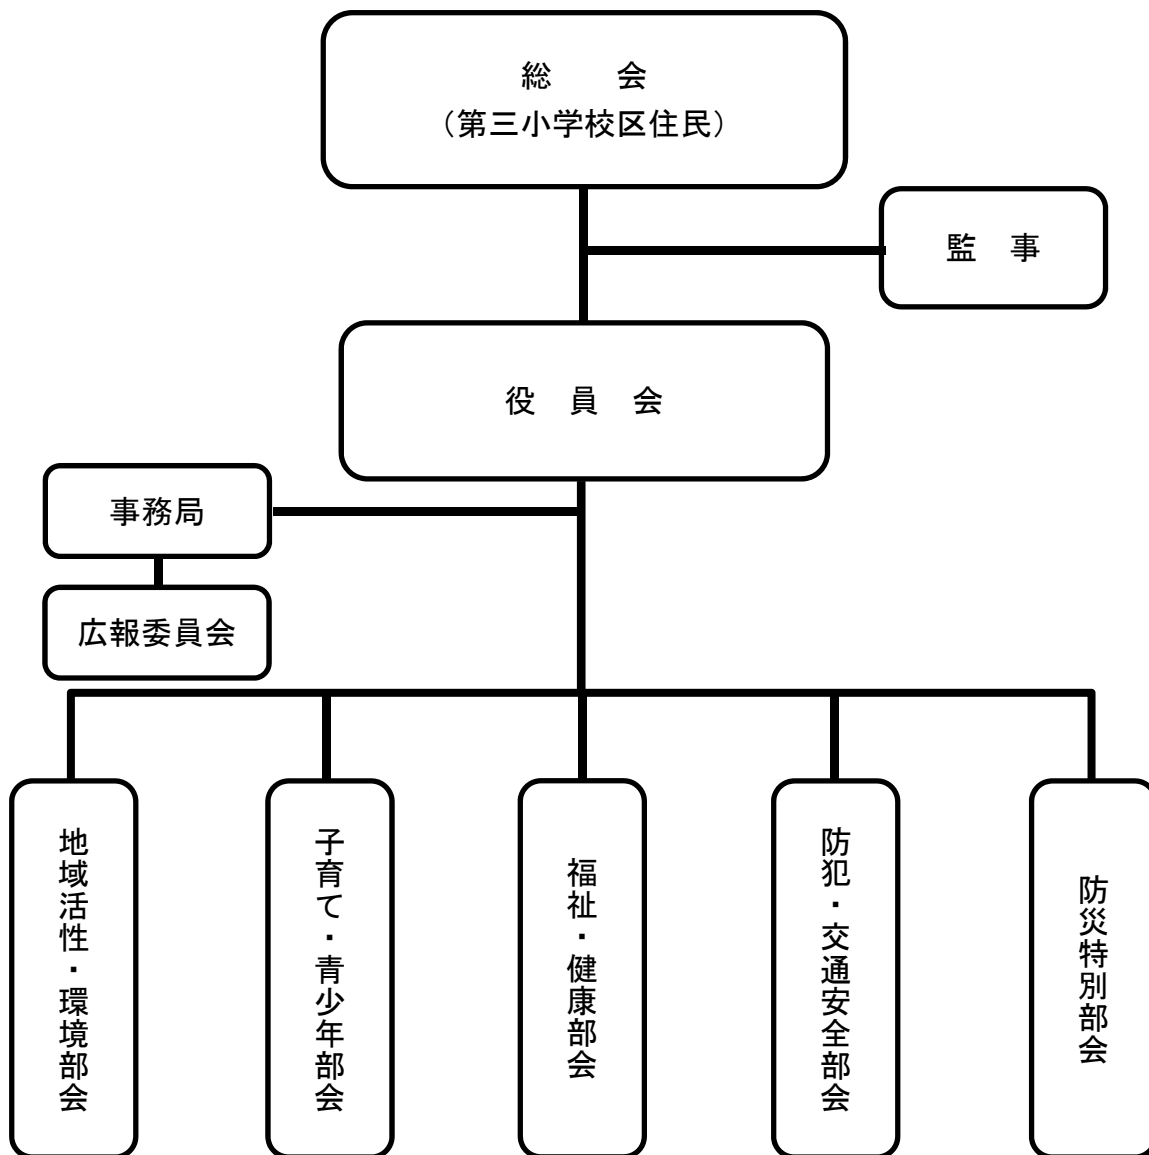 総　会
（第三小学校区住民）
監　事
役　員　会
事務局
広報委員会
地域活性・環境部会
子育て・青少年部会
福祉・健康部会
防犯・交通安全部会
防災特別部会